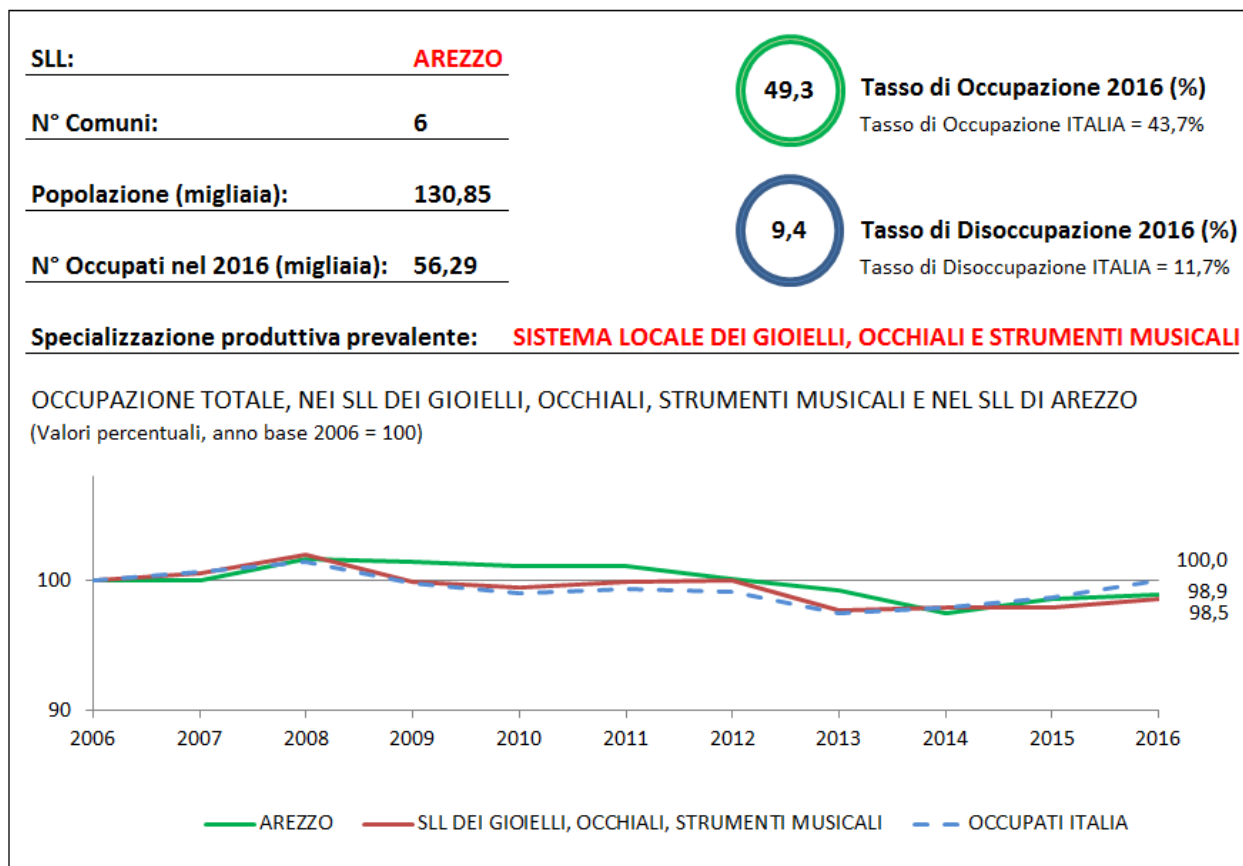 SLL: AREZZO
N° Comuni: 6
Popolazione (migliaia): 130,85
N° Occupati nel 2016 (migliaia): 56,29
49,3 Tasso di Occupazione 2016 (%)
Tasso di Occupazione ITALIA = 43,7%
9,4 Tasso di Disoccupazione 2016 (%)
Tasso di Disoccupazione ITALIA = 11,7%
Specializzazione produttiva prevalente: SISTEMA LOCALE DEI GIOIELLI, OCCHIALI E STRUMENTI MUSICALI
OCCUPAZIONE TOTALE, NEI SLL DEI GIOIELLI, OCCHIALI, STRUMENTI MUSICALI E NEL SLL DI AREZZO
(Valori percentuali, anno base 2006 = 100)
100
90
100,0
98,9
98,5
2006 2007 2008 2009 2010 2011 2012 2013 2014 2015 2016
AREZZO SLL DEI GIOIELLI, OCCHIALI, STRUMENTI MUSICALI OCCUPATI ITALIA